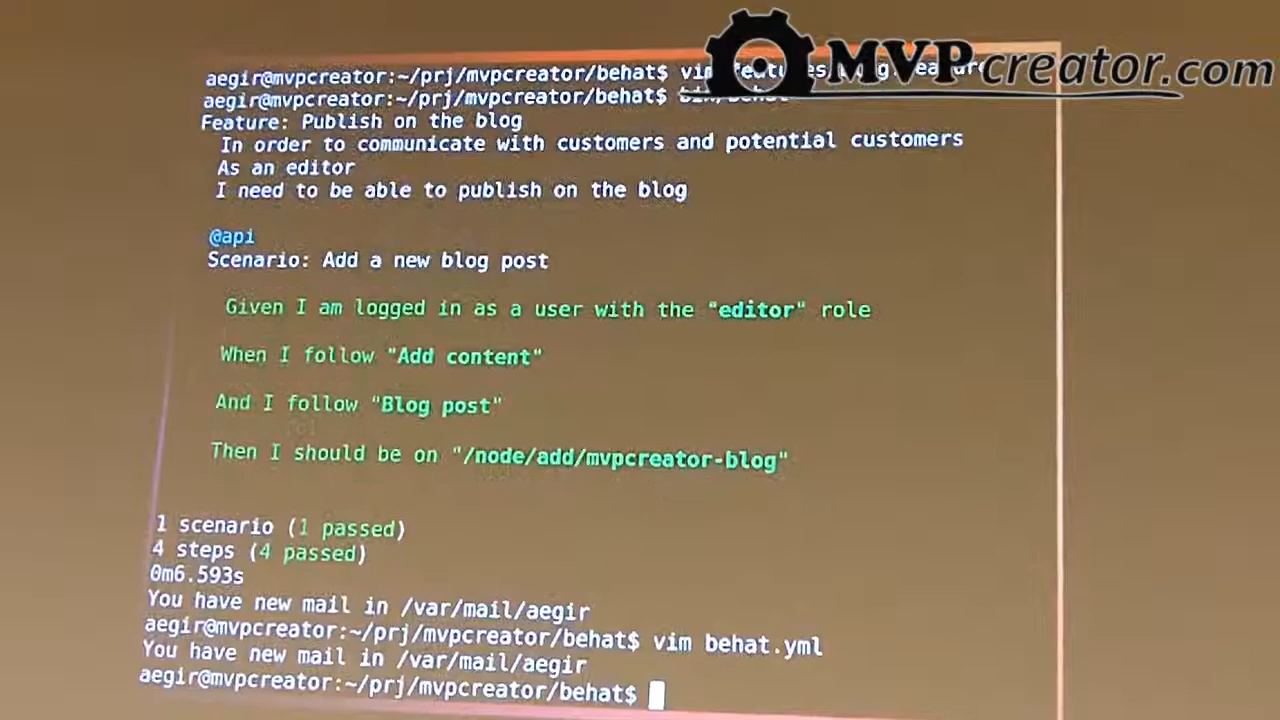 MVPcreator.com
aegir@mvpcreator:~/prj/mvpcreator/behat$ vim
aegir@mvpcreator:~/prj/mvpcreator/behat$ bin/behat
Feature: Publish on the blog
In order to communicate with customers and potential customers
As an editor
I need to be able to publish on the blog
@api
Scenario: Add a new blog post
Given I am logged in as a user with the "editor" role
When I follow "Add content"
And I follow "Blog post"
Then I should be on "/node/add/mvpcreator-blog"
1 scenario (1 passed)
4 steps (4 passed)
0m6.593s
You have new mail in /var/mail/aegir
aegir@mvpcreator:~/prj/mvpcreator/behat$ vim behat.yml
You have new mail in /var/mail/aegir
aegir@mvpcreator:~/prj/mvpcreator/behat$